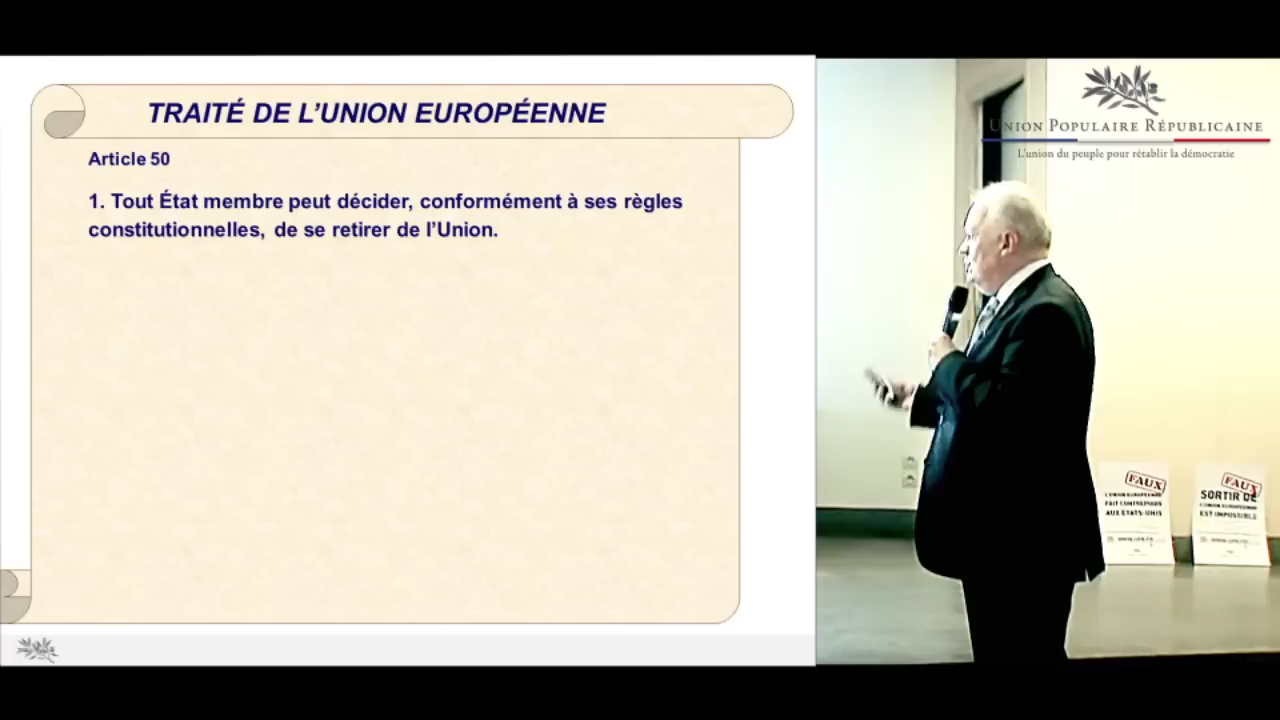 TRAITÉ DE L'UNION EUROPÉENNE
Article 50
1. Tout État membre peut décider, conformément à ses règles
constitutionnelles, de se retirer de l'Union.
UNION POPULAIRE RÉPUBLICAINE
L'union du peuple pour rétablir la démocratie
FAUX
L'UNION EUROPÉENNE
FAIT CONTREPOIDS
AUX ÉTATS-UNIS
FAUX
SORTIR DE
L'UNION EUROPÉENNE
EST IMPOSSIBLE